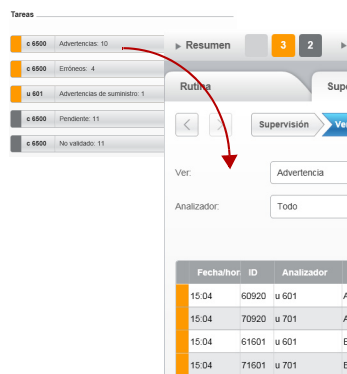 Tareas
c 6500 Advertencias: 10
c 6500 Erróneos: 4
u 601 Advertencias de suministro: 1
c 6500 Pendiente: 11
c 6500 No validado: 11
Resumen 3 2
Rutina
Supervisión
Ver: Advertencia
Analizador: Todo
Fecha/hor ID Analizador
15:04 60920 u 601
15:04 70920 u 701
15:04 61601 u 601
15:04 71601 u 701